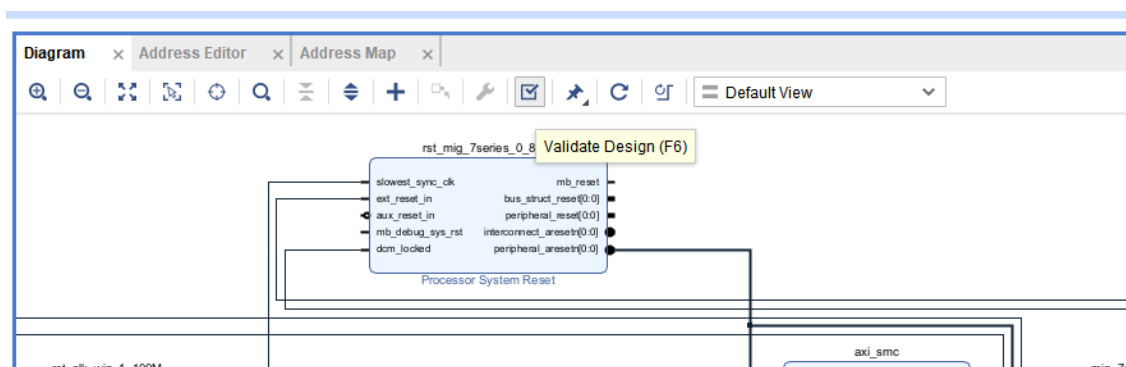 Diagram × Address Editor × Address Map ×
Default View
Validate Design (F6)
rst_mig_7series_0_8
slowest_sync_clk mb_reset
ext_reset_in bus_struct_reset[0:0]
aux_reset_in peripheral_reset[0:0]
mb_debug_sys_rst interconnect_aresetn[0:0]
dcm_locked peripheral_aresetn[0:0]
Processor System Reset
axi_smc